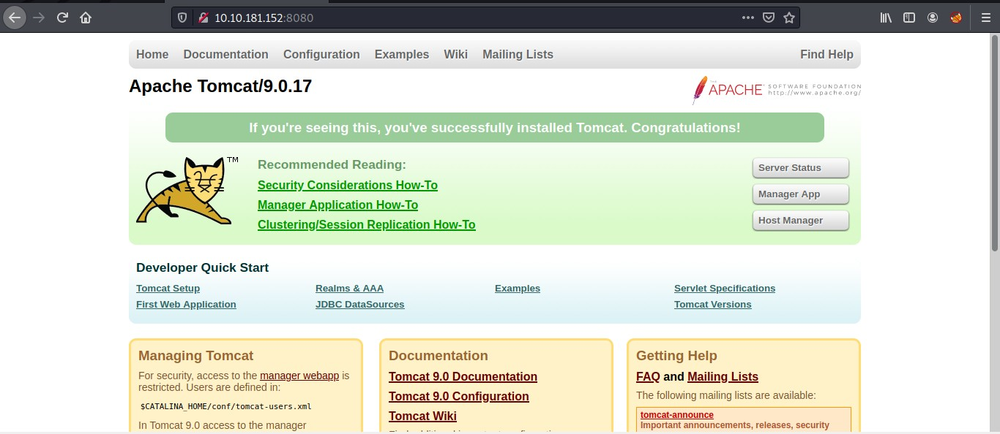 10.10.181.152:8080
Home Documentation Configuration Examples Wiki Mailing Lists Find Help
Apache Tomcat/9.0.17
THE APACHE SOFTWARE FOUNDATION
http://www.apache.org/
If you're seeing this, you've successfully installed Tomcat. Congratulations!
TM
Recommended Reading:
Security Considerations How-To
Manager Application How-To
Clustering/Session Replication How-To
Server Status
Manager App
Host Manager
Developer Quick Start
Tomcat Setup Realms & AAA Examples Servlet Specifications
First Web Application JDBC DataSources Tomcat Versions
Managing Tomcat
For security, access to the manager webapp is
restricted. Users are defined in:
$CATALINA_HOME/conf/tomcat-users.xml
In Tomcat 9.0 access to the manager
Documentation
Tomcat 9.0 Documentation
Tomcat 9.0 Configuration
Tomcat Wiki
Getting Help
FAQ and Mailing Lists
The following mailing lists are available:
tomcat-announce
Important announcements, releases, security